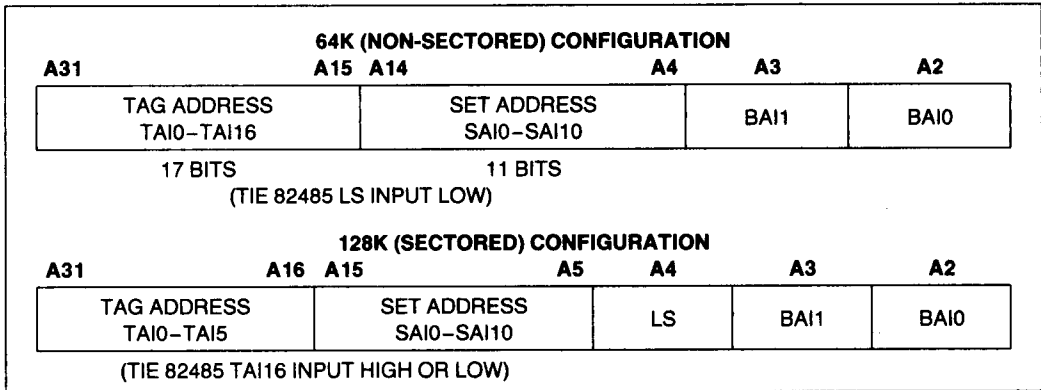 64K (NON-SECTORED) CONFIGURATION
A31 A15 A14 A4 A3 A2
TAG ADDRESS SET ADDRESS BAI1 BAI0
TAI0–TAI16 SAI0–SAI10
17 BITS 11 BITS
(TIE 82485 LS INPUT LOW)
128K (SECTORED) CONFIGURATION
A31 A16 A15 A5 A4 A3 A2
TAG ADDRESS SET ADDRESS LS BAI1 BAI0
TAI0–TAI5 SAI0–SAI10
(TIE 82485 TAI16 INPUT HIGH OR LOW)